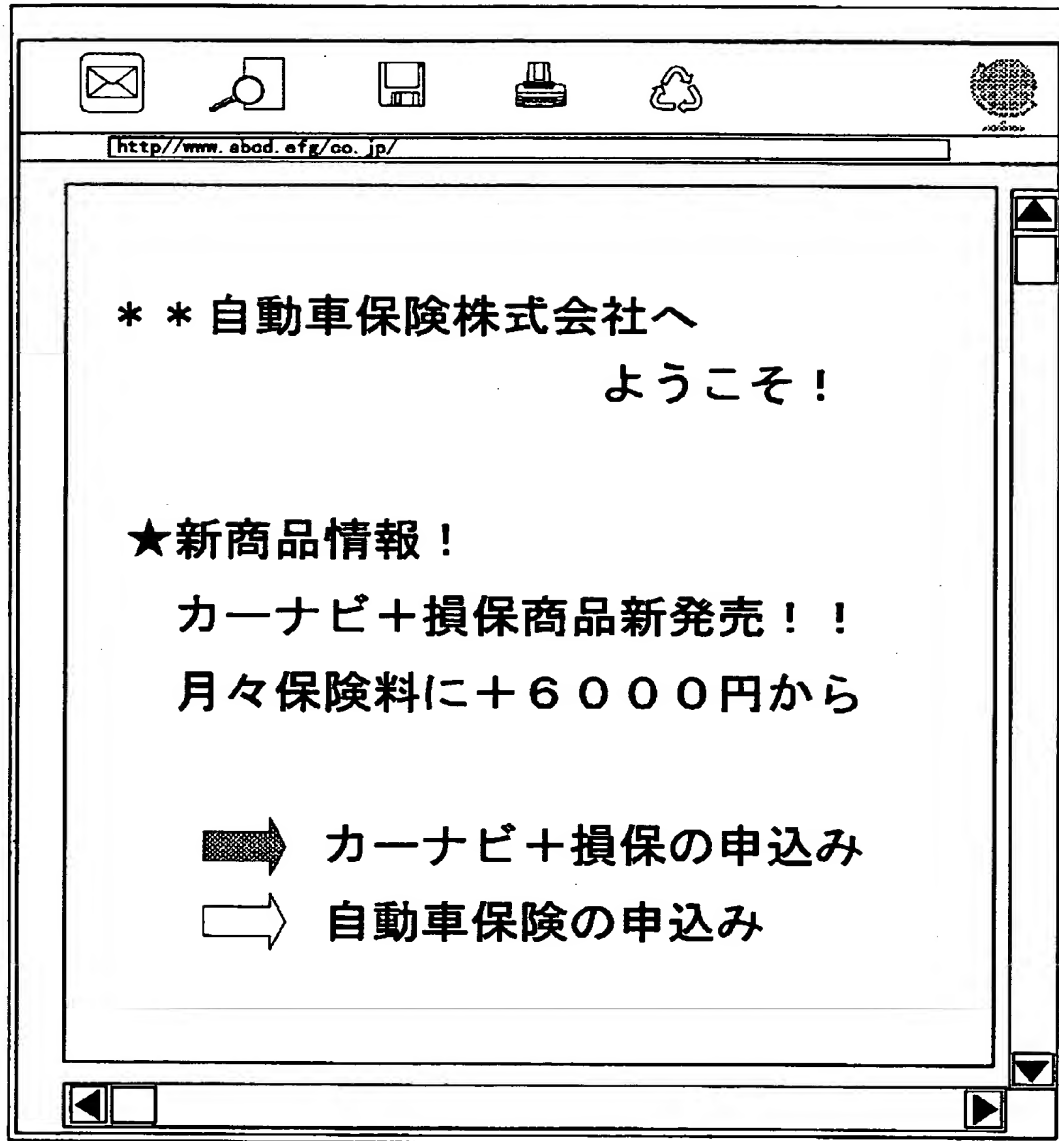 http//www.abcd.efg/co.jp/
＊＊自動車保険株式会社へ
ようこそ！
★新商品情報！
カーナビ＋損保商品新発売！！
月々保険料に＋６０００円から
カーナビ＋損保の申込み
自動車保険の申込み